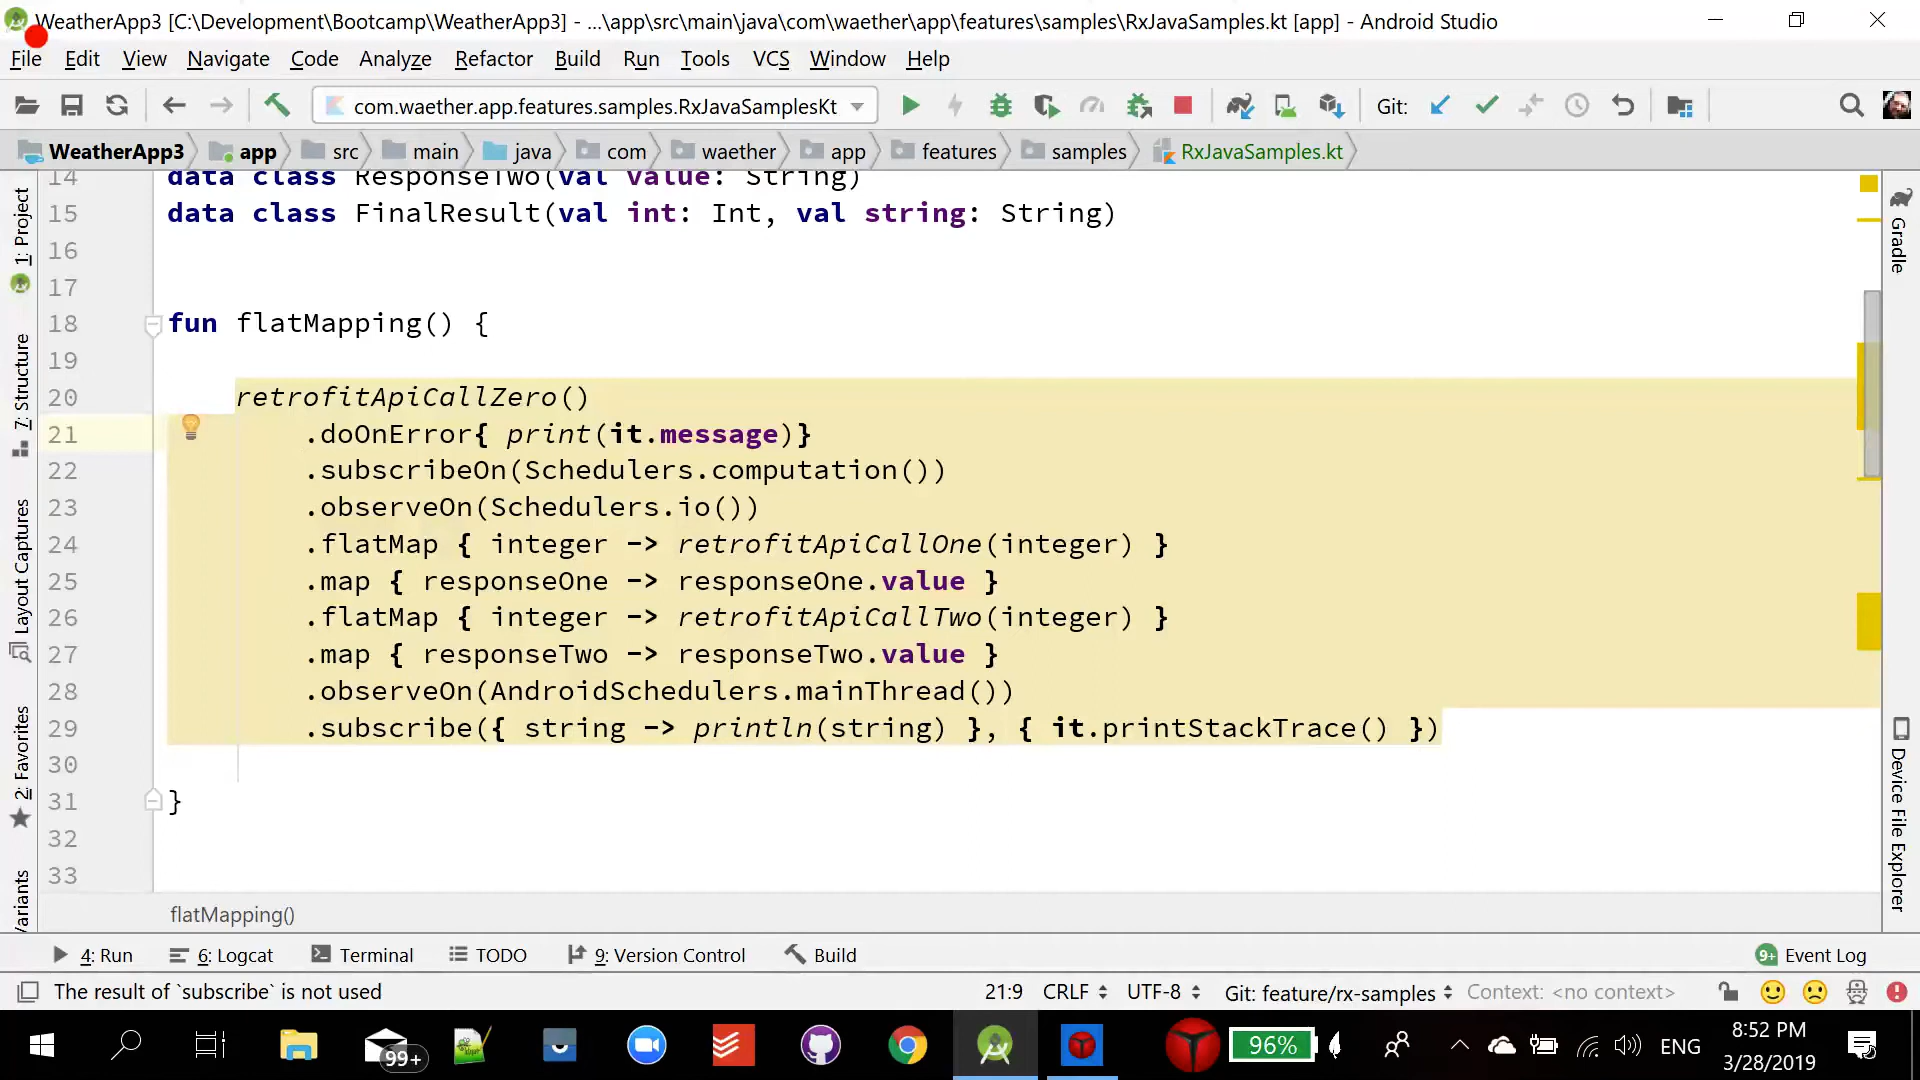 WeatherApp3 [C:\Development\Bootcamp\WeatherApp3] - ...\app\src\main\java\com\waether\app\features\samples\RxJavaSamples.kt [app] - Android Studio
File Edit View Navigate Code Analyze Refactor Build Run Tools VCS Window Help
com.waether.app.features.samples.RxJavaSamplesKt Git:
WeatherApp3 app src main java com waether app features samples RxJavaSamples.kt
1: Project
7: Structure
Layout Captures
2: Favorites
ariants
14 data class ResponseTwo(val value: String)
15 data class FinalResult(val int: Int, val string: String)
16
17
18 fun flatMapping() {
19
20 retrofitApiCallZero()
21 .doOnError{ print(it.message)}
22 .subscribeOn(Schedulers.computation())
23 .observeOn(Schedulers.io())
24 .flatMap { integer -> retrofitApiCallOne(integer) }
25 .map { responseOne -> responseOne.value }
26 .flatMap { integer -> retrofitApiCallTwo(integer) }
27 .map { responseTwo -> responseTwo.value }
28 .observeOn(AndroidSchedulers.mainThread())
29 .subscribe({ string -> println(string) }, { it.printStackTrace() })
30
31 }
32
33
Gradle
Device File Explorer
flatMapping()
4: Run 6: Logcat Terminal TODO 9: Version Control Build 9+ Event Log
The result of `subscribe` is not used 21:9 CRLF UTF-8 Git: feature/rx-samples Context: <no context>
99+ 96% ENG 8:52 PM
3/28/2019